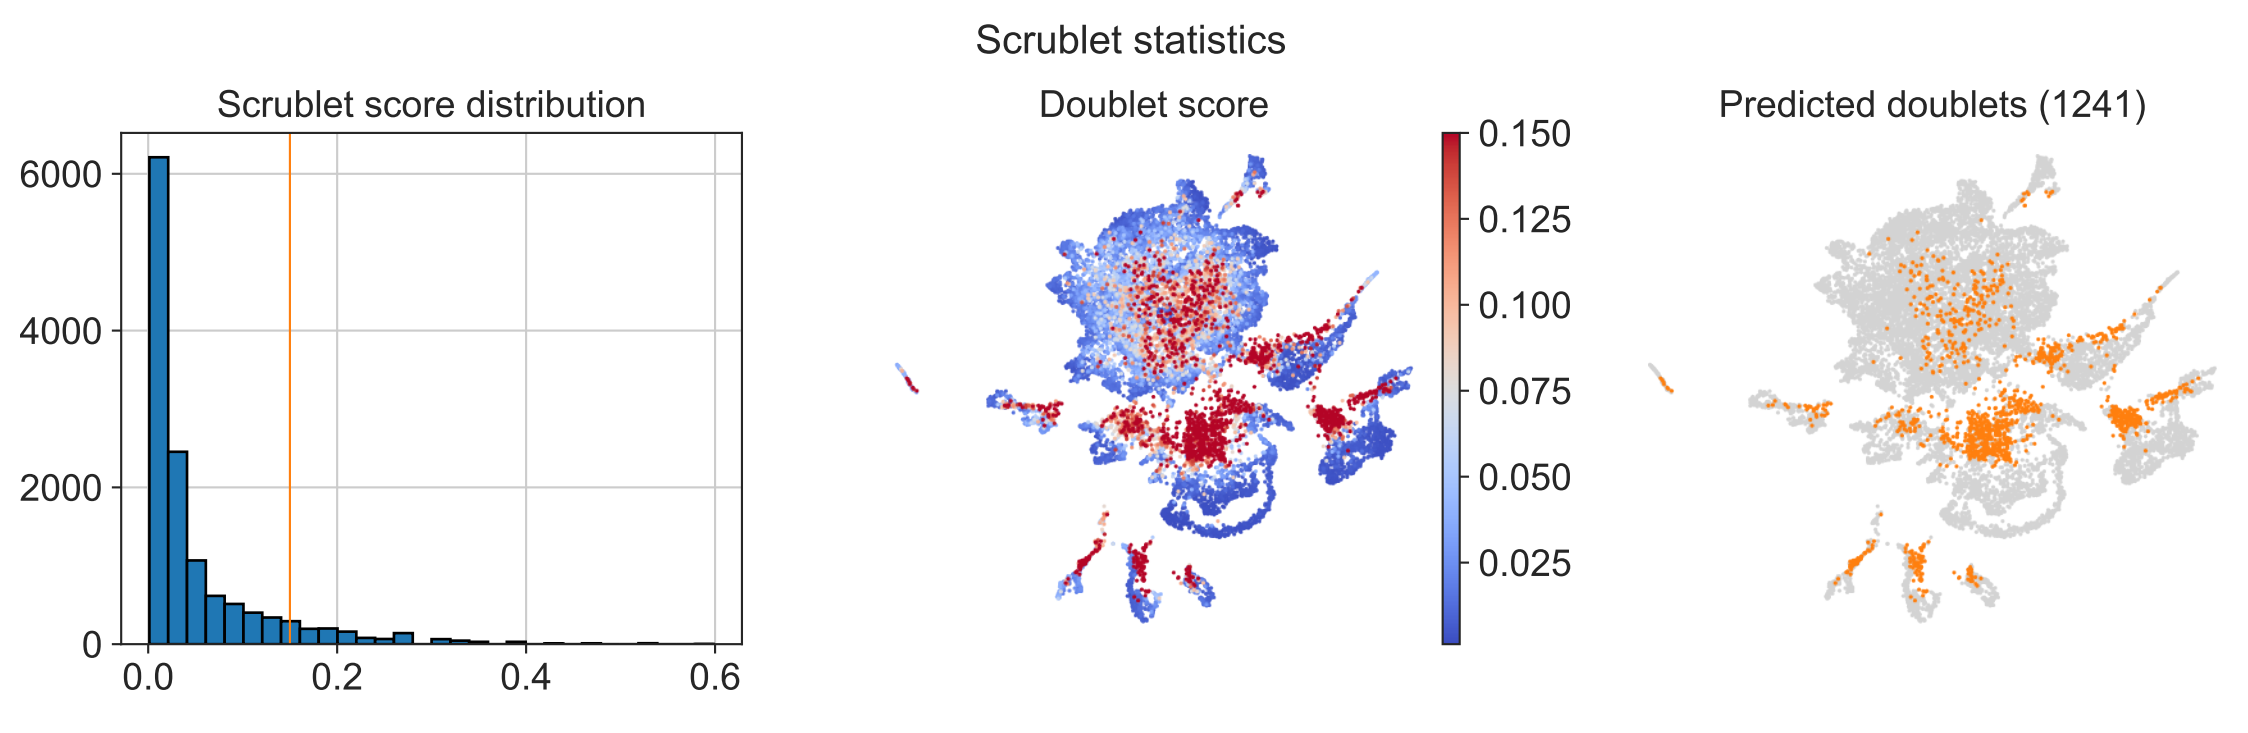 Scrublet statistics
Scrublet score distribution
6000
4000
2000
0
0.0 0.2 0.4 0.6
Doublet score
0.150
0.125
0.100
0.075
0.050
0.025
Predicted doublets (1241)